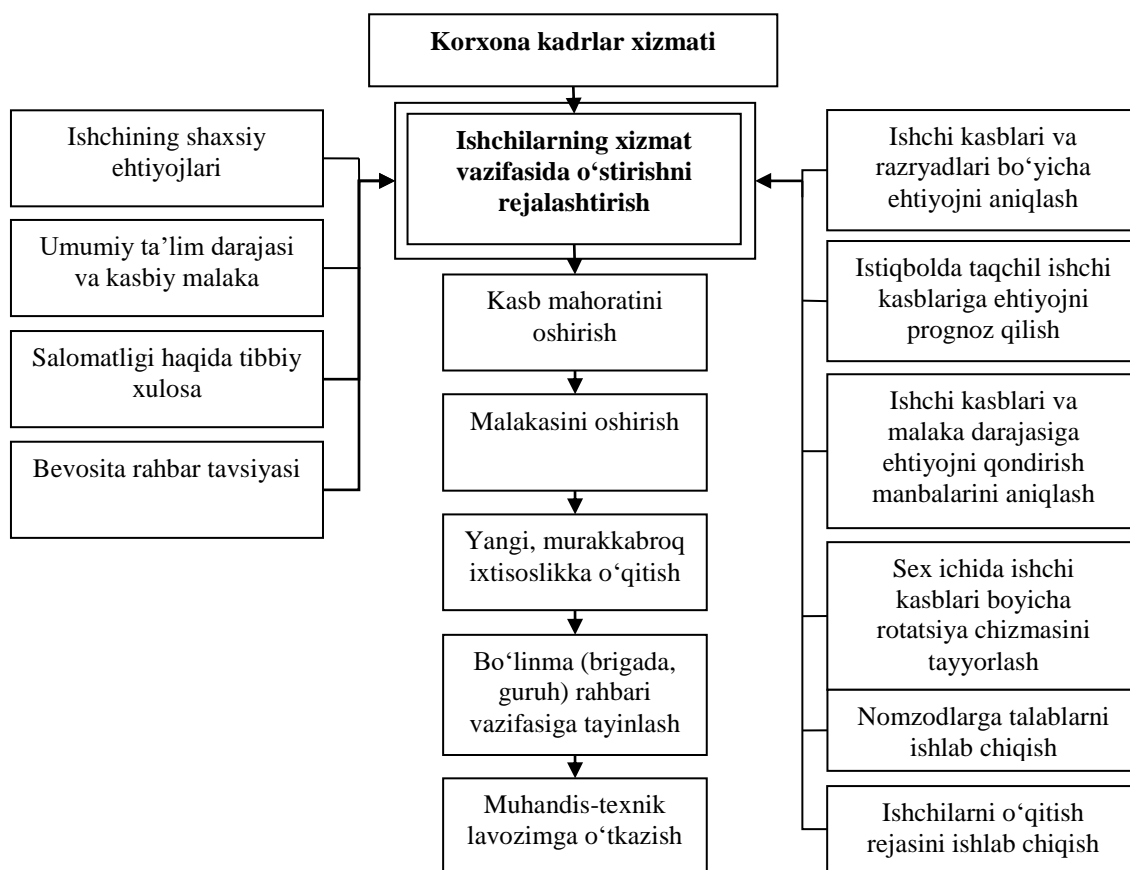 Korxona kadrlar xizmati
Ishchining shaxsiy
ehtiyojlari
Umumiy ta’lim darajasi
va kasbiy malaka
Salomatligi haqida tibbiy
xulosa
Bevosita rahbar tavsiyasi
Ishchilarning xizmat
vazifasida o‘stirishni
rejalashtirish
Kasb mahoratini
oshirish
Malakasini oshirish
Yangi, murakkabroq
ixtisoslikka o‘qitish
Bo‘linma (brigada,
guruh) rahbari
vazifasiga tayinlash
Muhandis-texnik
lavozimga o‘tkazish
Ishchi kasblari va
razryadlari bo‘yicha
ehtiyojni aniqlash
Istiqbolda taqchil ishchi
kasblariga ehtiyojni
prognoz qilish
Ishchi kasblari va
malaka darajasiga
ehtiyojni qondirish
manbalarini aniqlash
Sex ichida ishchi
kasblari boyicha
rotatsiya chizmasini
tayyorlash
Nomzodlarga talablarni
ishlab chiqish
Ishchilarni o‘qitish
rejasini ishlab chiqish